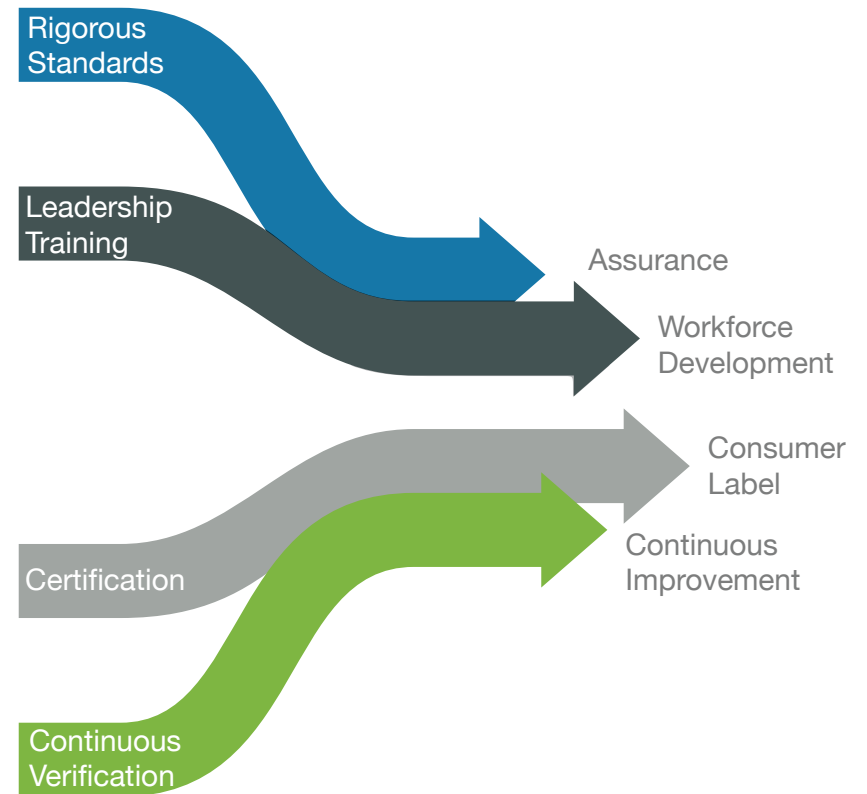 Rigorous
Standards
Leadership
Training
Assurance
Workforce
Development
Consumer
Label
Certification
Continuous
Improvement
Continuous
Verification